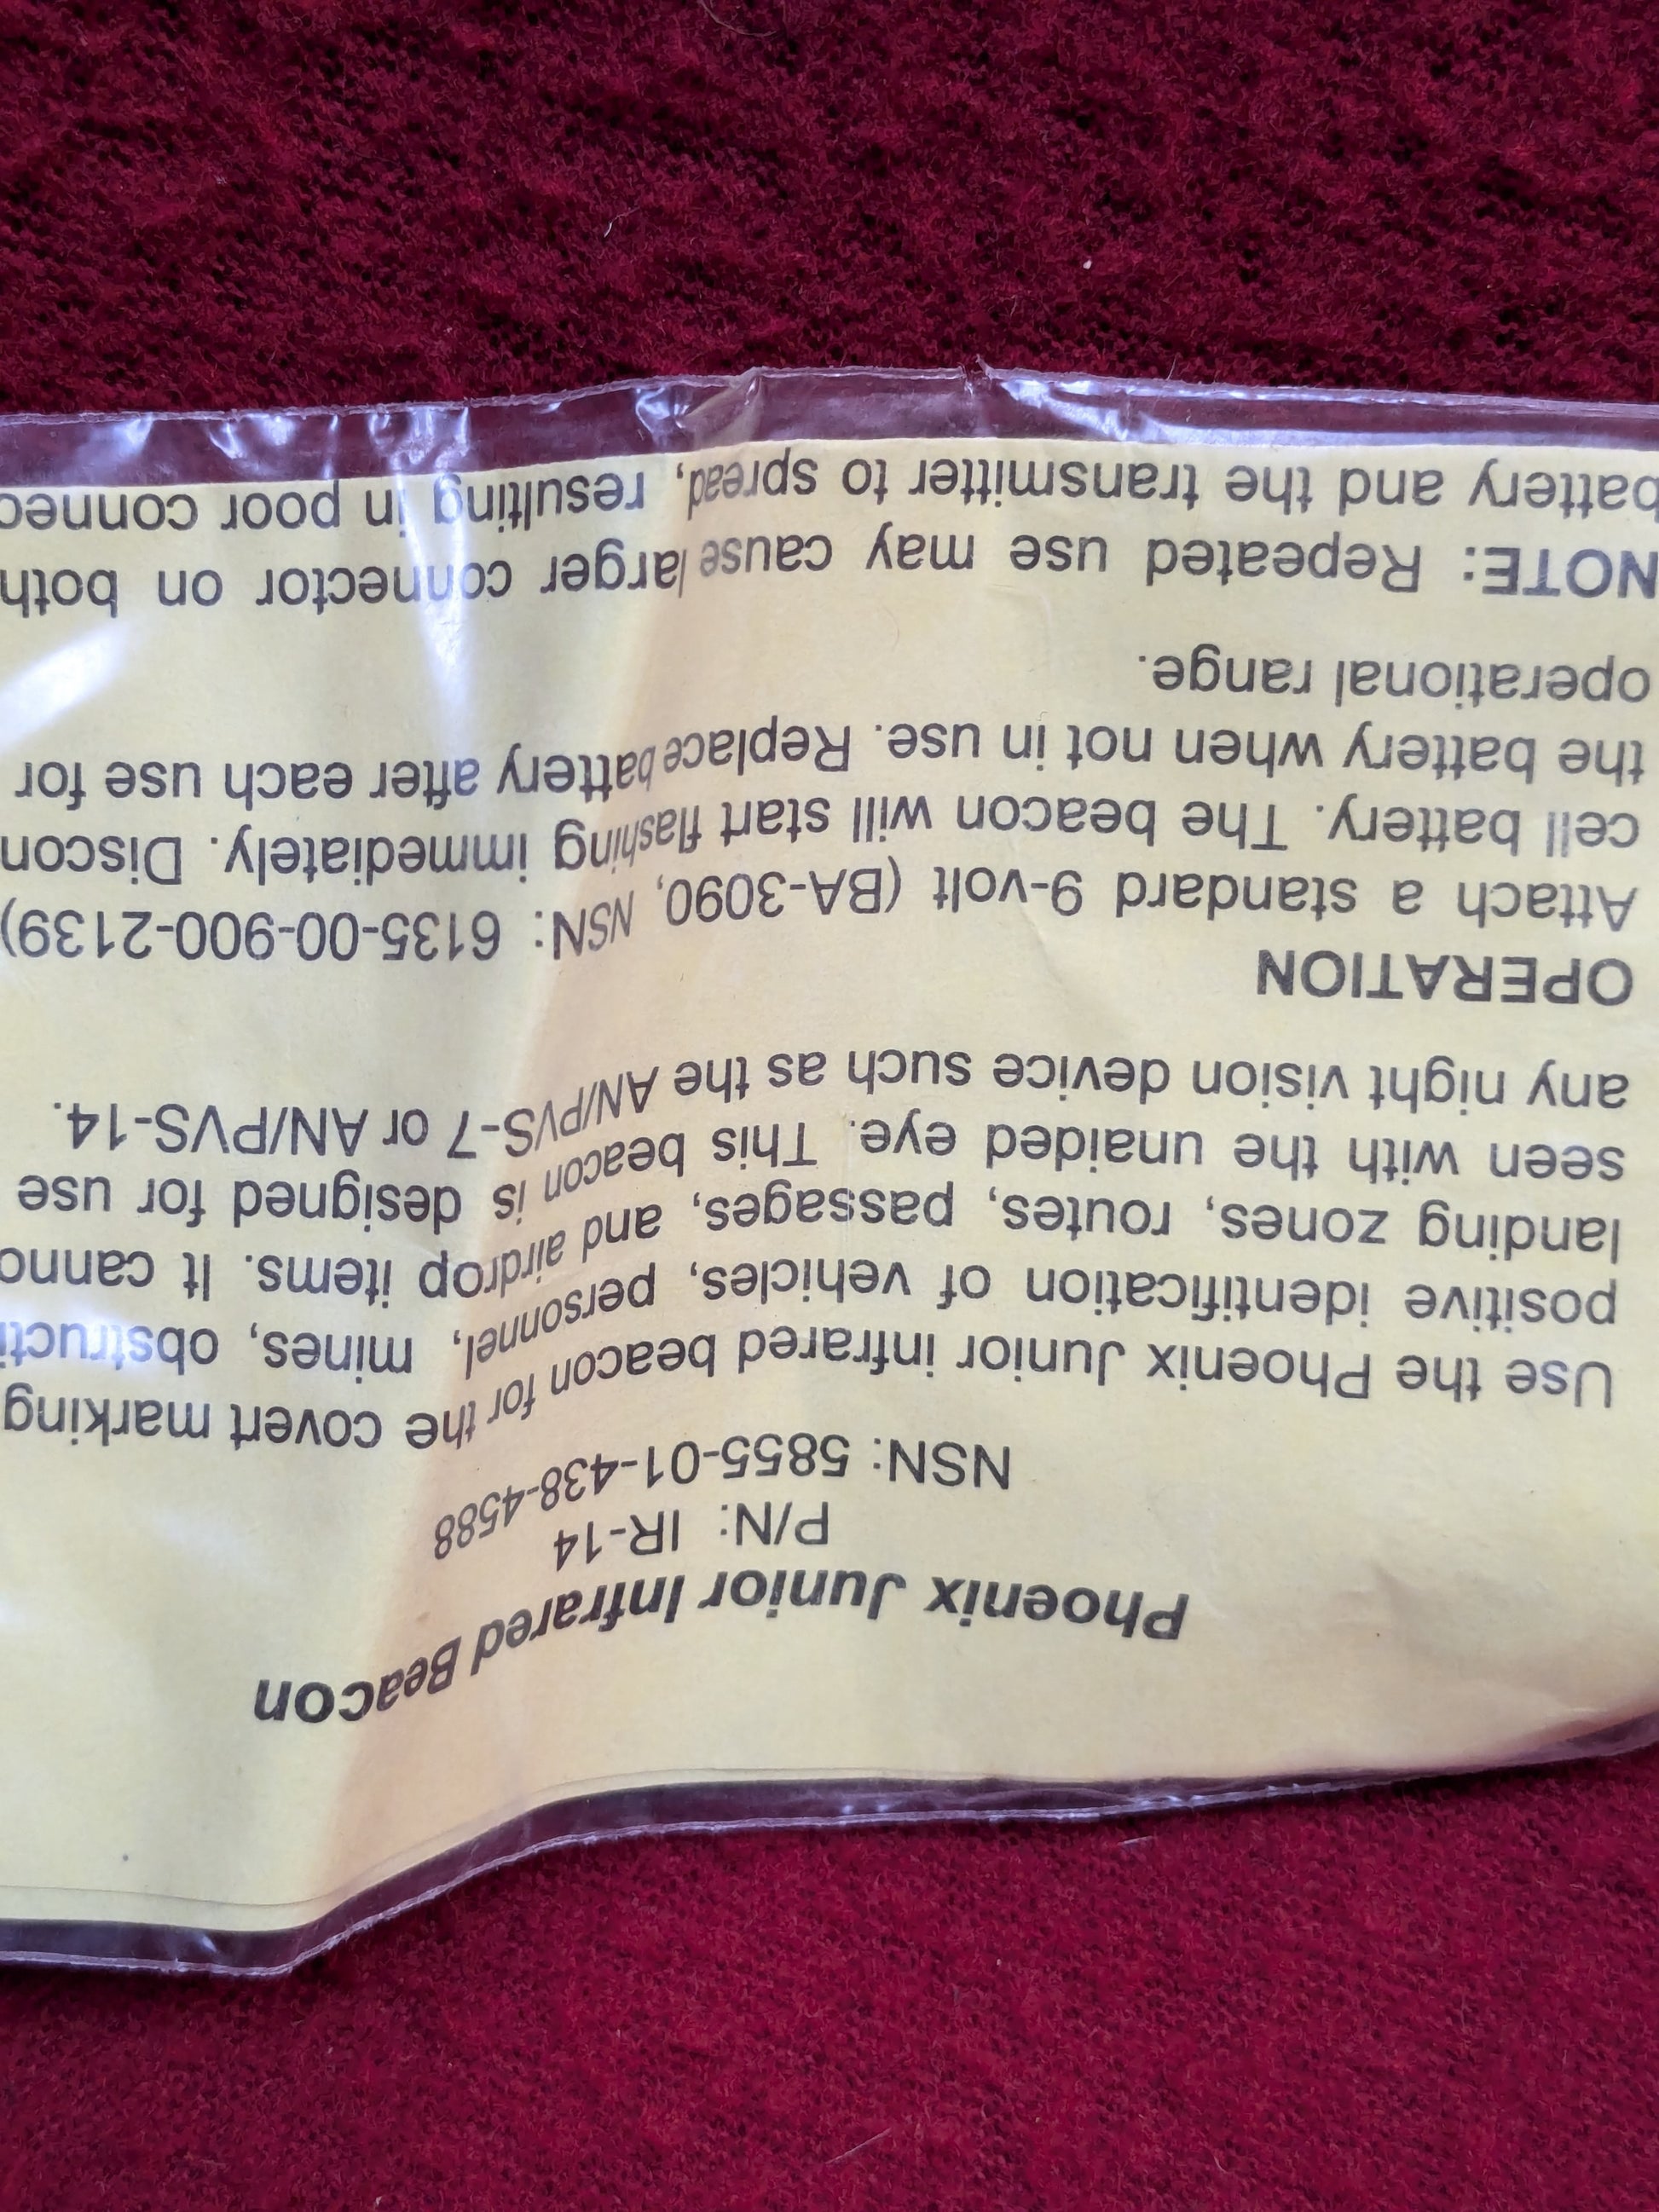 Phoenix Junior Infrared Beacon
P/N: IR-14
NSN: 5855-01-438-4588
Use the Phoenix Junior infrared beacon for the covert marking
positive identification of vehicles, personnel, mines, obstructi
landing zones, routes, passages, and airdrop items. It canno
seen with the unaided eye. This beacon is designed for use
any night vision device such as the AN/PVS-7 or AN/PVS-14.
OPERATION
Attach a standard 9-volt (BA-3090, NSN: 6135-00-900-2139)
cell battery. The beacon will start flashing immediately. Discon
the battery when not in use. Replace battery after each use for
operational range.
NOTE: Repeated use may cause larger connector on both
battery and the transmitter to spread, resulting in poor connec